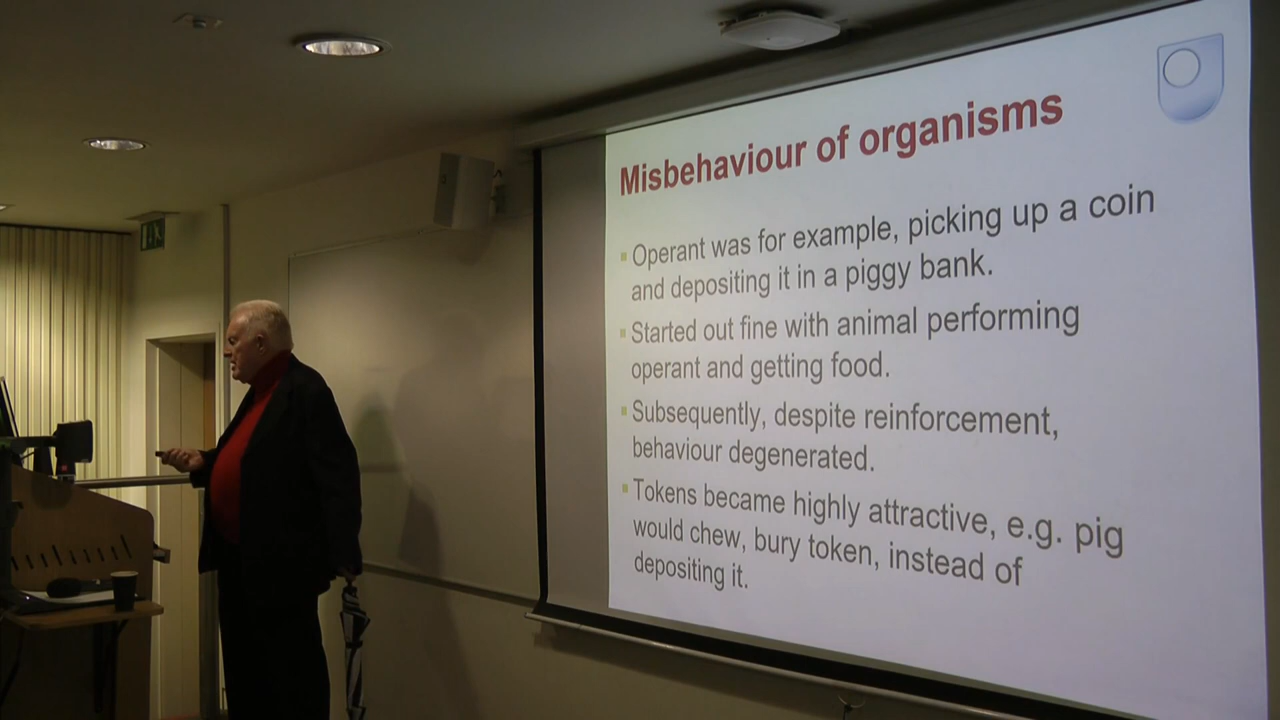 Misbehaviour of organisms
Operant was for example, picking up a coin
and depositing it in a piggy bank.
Started out fine with animal performing
operant and getting food.
Subsequently, despite reinforcement,
behaviour degenerated.
Tokens became highly attractive, e.g. pig
would chew, bury token, instead of
depositing it.